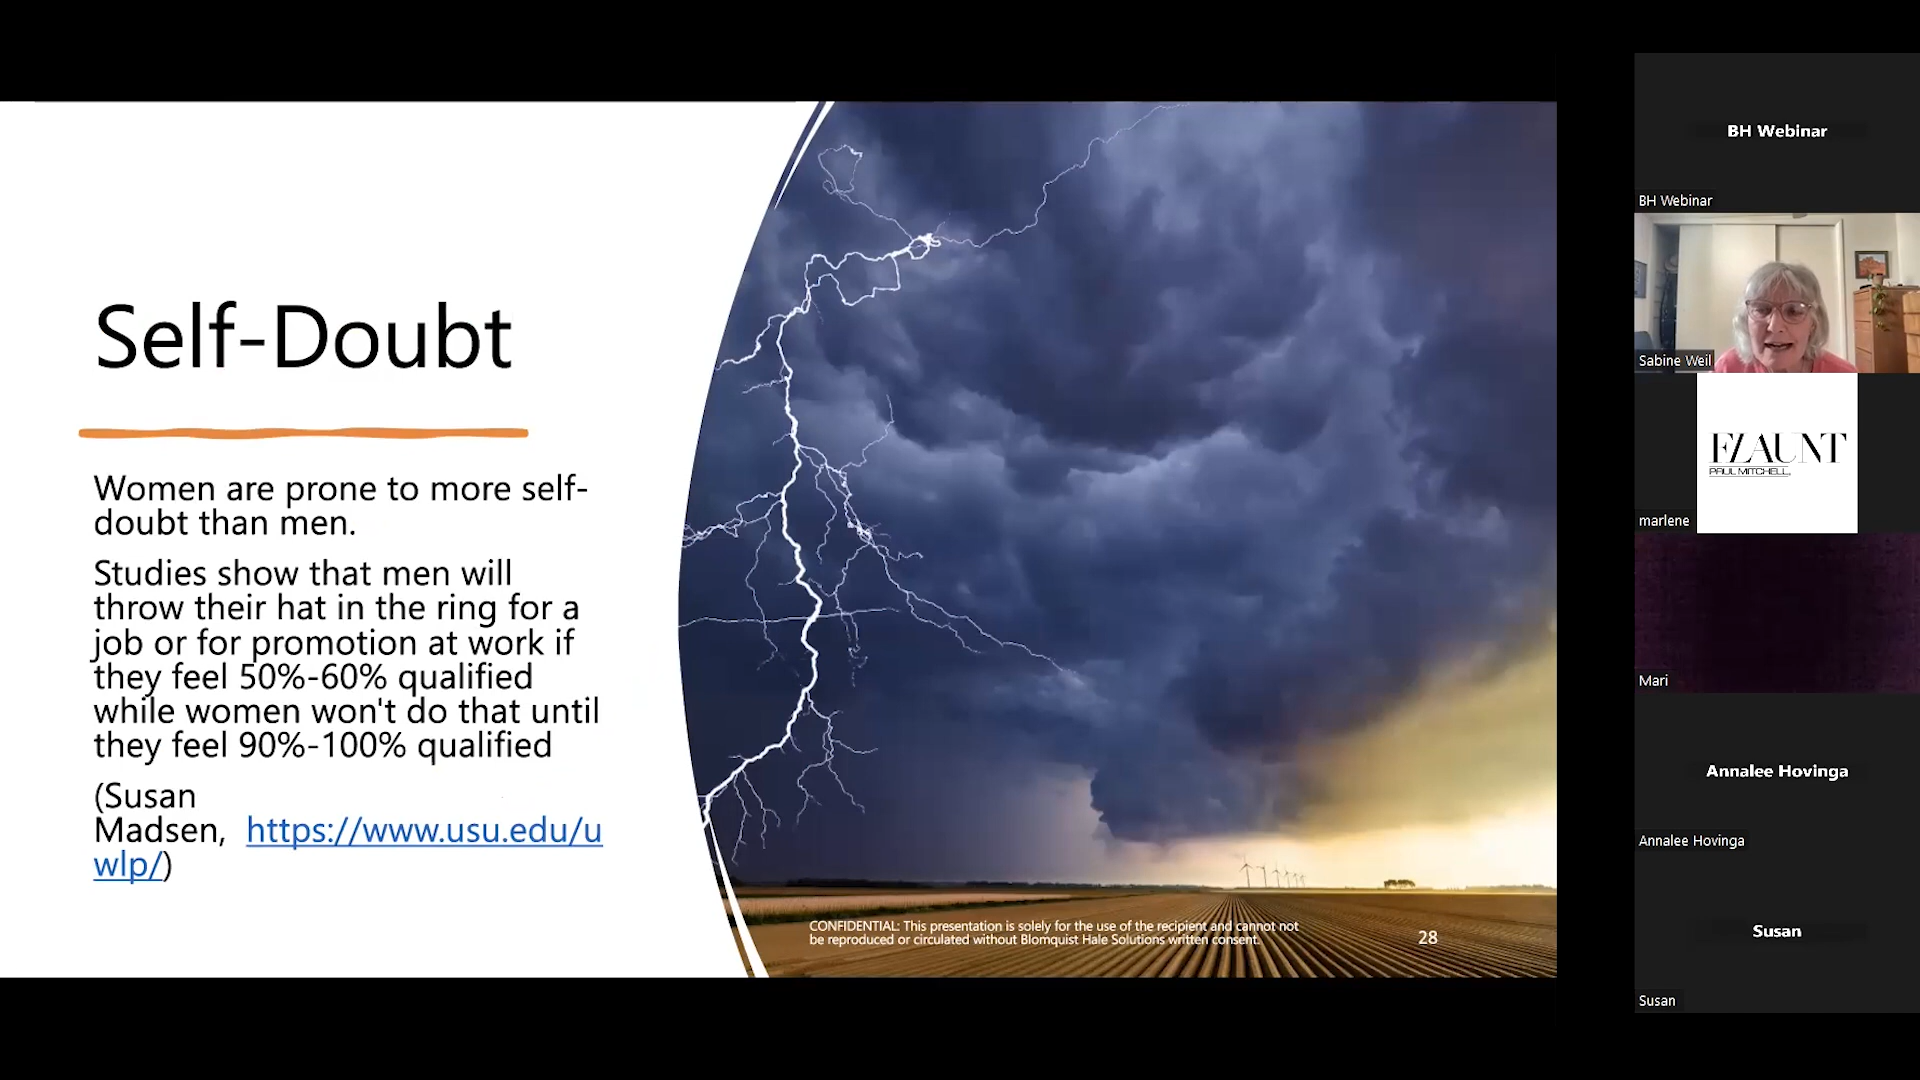 Self-Doubt
Women are prone to more self-
doubt than men.
Studies show that men will
throw their hat in the ring for a
job or for promotion at work if
they feel 50%-60% qualified
while women won't do that until
they feel 90%-100% qualified
(Susan
Madsen, https://www.usu.edu/u
wlp/)
CONFIDENTIAL: This presentation is solely for the use of the recipient and cannot not
be reproduced or circulated without Blomquist Hale Solutions written consent.
28
BH Webinar
BH Webinar
Sabine Weil
FLAUNT
PAUL MITCHELL
marlene
Mari
Annalee Hovinga
Annalee Hovinga
Susan
Susan